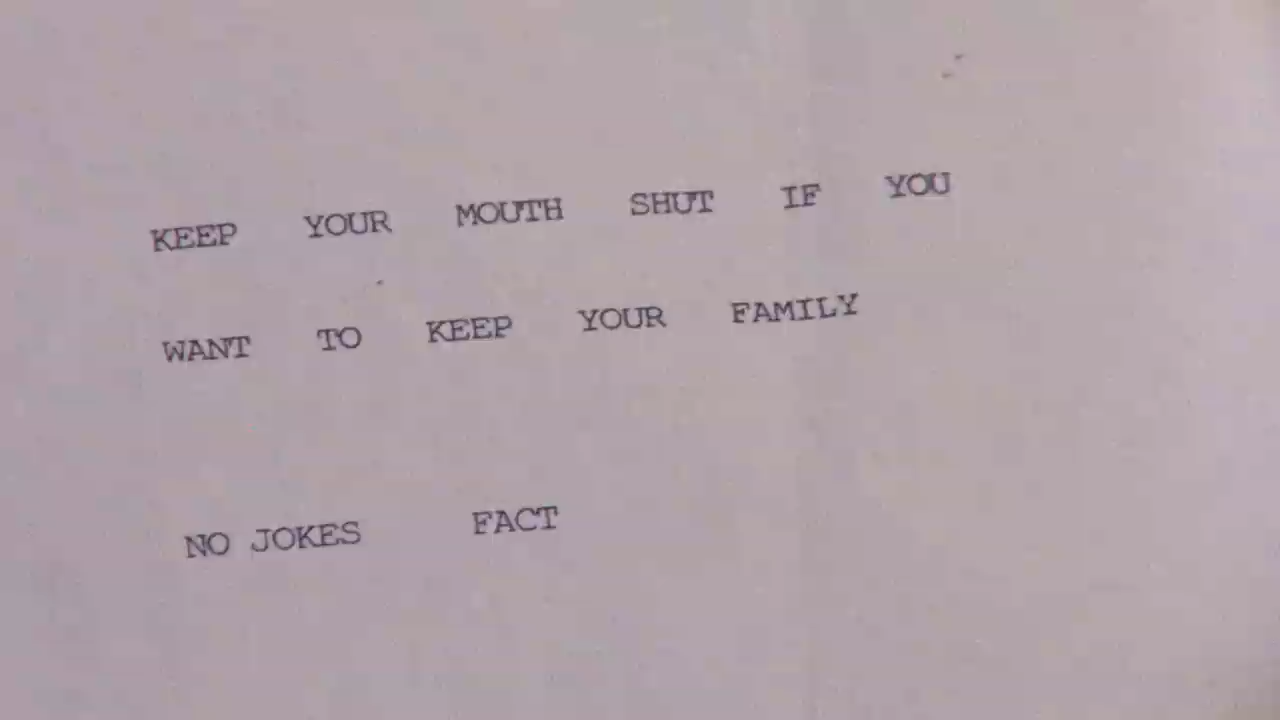 KEEP YOUR MOUTH SHUT IF YOU
WANT TO KEEP YOUR FAMILY
NO JOKES FACT